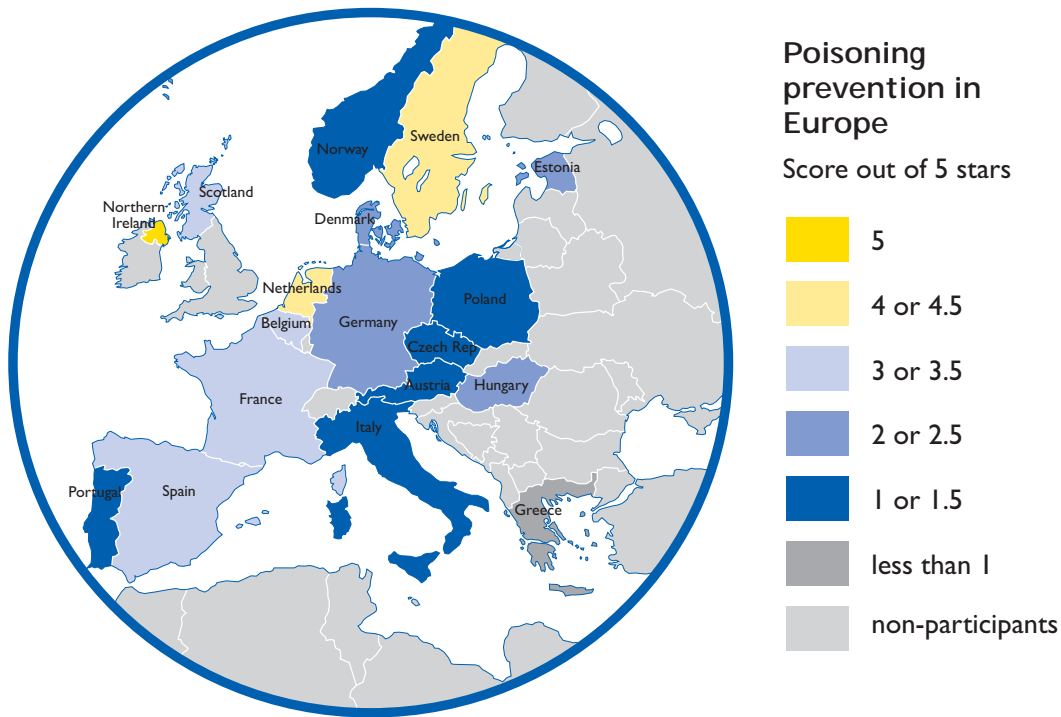 Poisoning
prevention in
Europe
Score out of 5 stars
5
4 or 4.5
3 or 3.5
2 or 2.5
1 or 1.5
less than 1
non-participants
Norway
Sweden
Estonia
Scotland
Northern
Ireland
Denmark
Netherlands
Belgium
Germany
Poland
Czech Rep
Austria
Hungary
France
Italy
Portugal
Spain
Greece